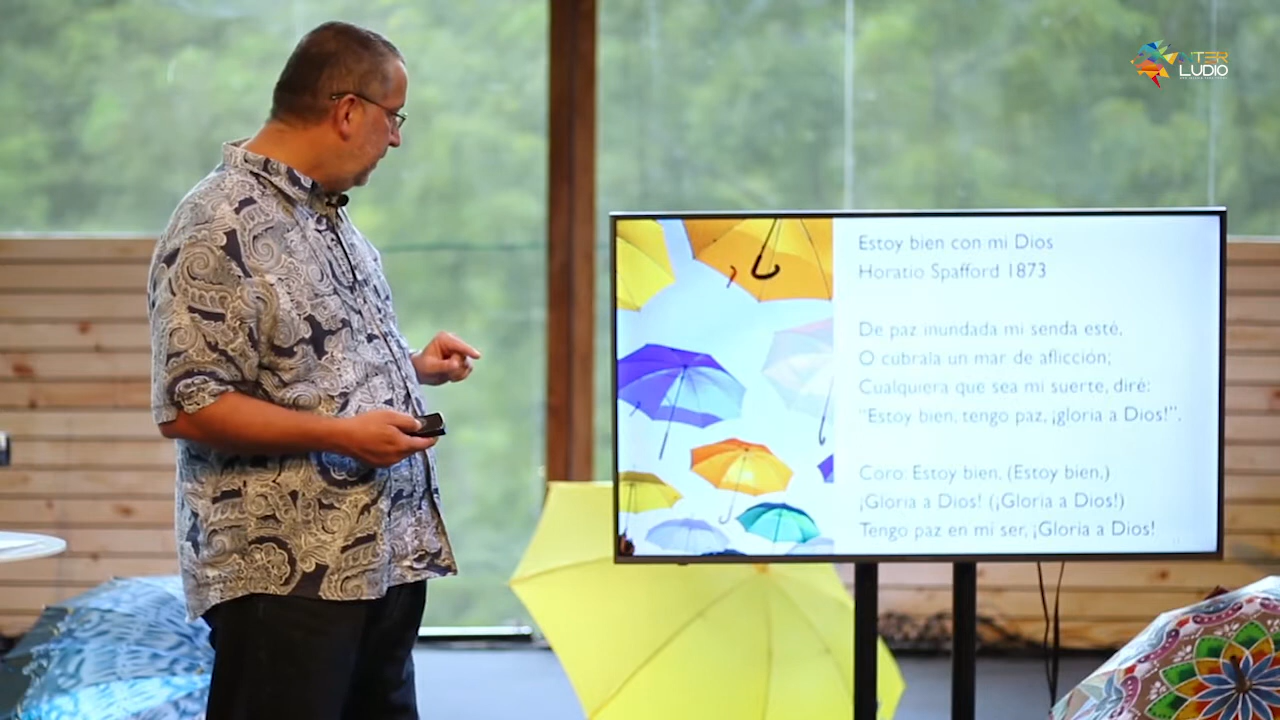 INTER
LUDIO
Estoy bien con mi Dios
Horatio Spafford 1873
De paz inundada mi senda esté,
O cubrala un mar de aflicción;
Cualquiera que sea mi suerte, diré:
“Estoy bien, tengo paz, ¡gloria a Dios!”.
Coro: Estoy bien, (Estoy bien,)
¡Gloria a Dios! (¡Gloria a Dios!)
Tengo paz en mi ser, ¡Gloria a Dios!